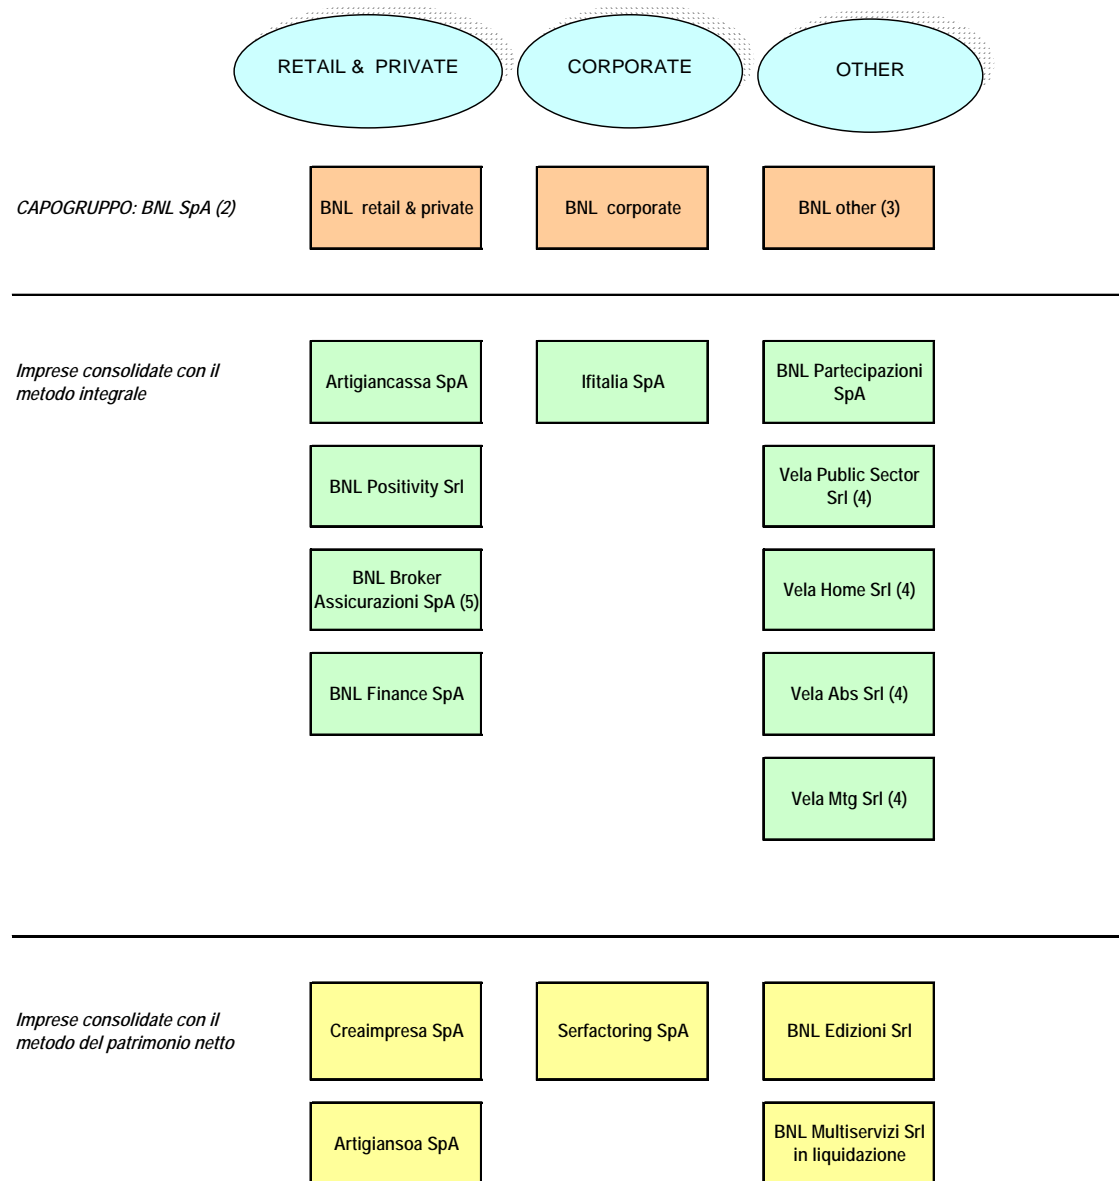 RETAIL & PRIVATE
CORPORATE
OTHER
CAPOGRUPPO: BNL SpA (2)
BNL retail & private
BNL corporate
BNL other (3)
Imprese consolidate con il
metodo integrale
Artigiancassa SpA
Ifitalia SpA
BNL Partecipazioni
SpA
BNL Positivity Srl
Vela Public Sector
Srl (4)
BNL Broker
Assicurazioni SpA (5)
Vela Home Srl (4)
BNL Finance SpA
Vela Abs Srl (4)
Vela Mtg Srl (4)
Imprese consolidate con il
metodo del patrimonio netto
Creaimpresa SpA
Serfactoring SpA
BNL Edizioni Srl
Artigiansoa SpA
BNL Multiservizi Srl
in liquidazione